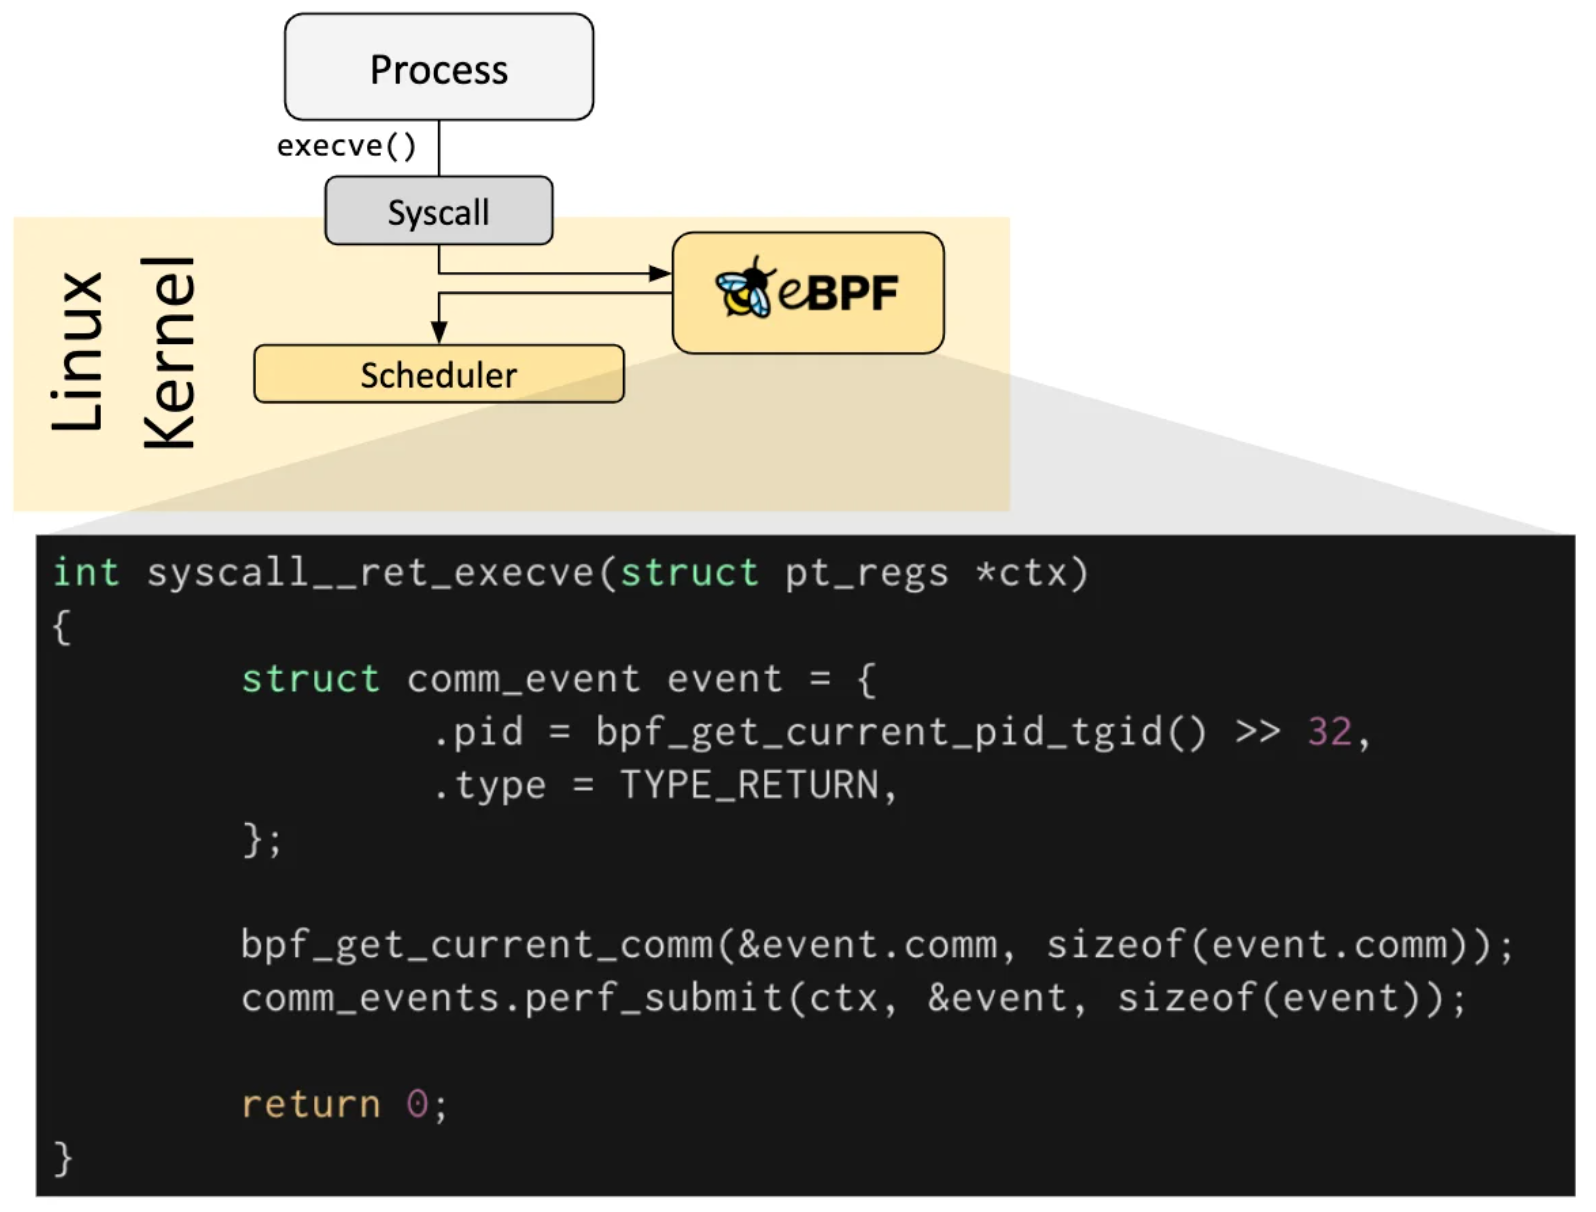 Process
execve()
Syscall
Linux
Kernel
eBPF
Scheduler
int syscall__ret_execve(struct pt_regs *ctx)
{
        struct comm_event event = {
                .pid = bpf_get_current_pid_tgid() >> 32,
                .type = TYPE_RETURN,
        };

        bpf_get_current_comm(&event.comm, sizeof(event.comm));
        comm_events.perf_submit(ctx, &event, sizeof(event));

        return 0;
}